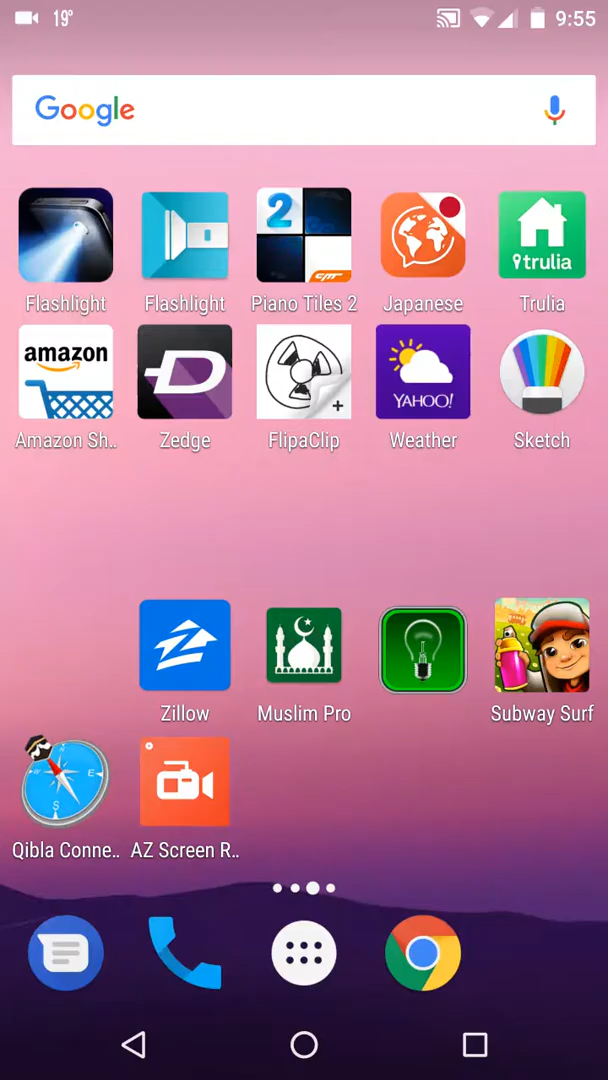 19° 9:55
Google
2
trulia
Flashlight Flashlight Piano Tiles 2 Japanese Trulia
amazon
YAHOO!
Amazon Sh.. Zedge FlipaClip Weather Sketch
Zillow Muslim Pro Subway Surf
N
W E
S
Qibla Conne.. AZ Screen R..